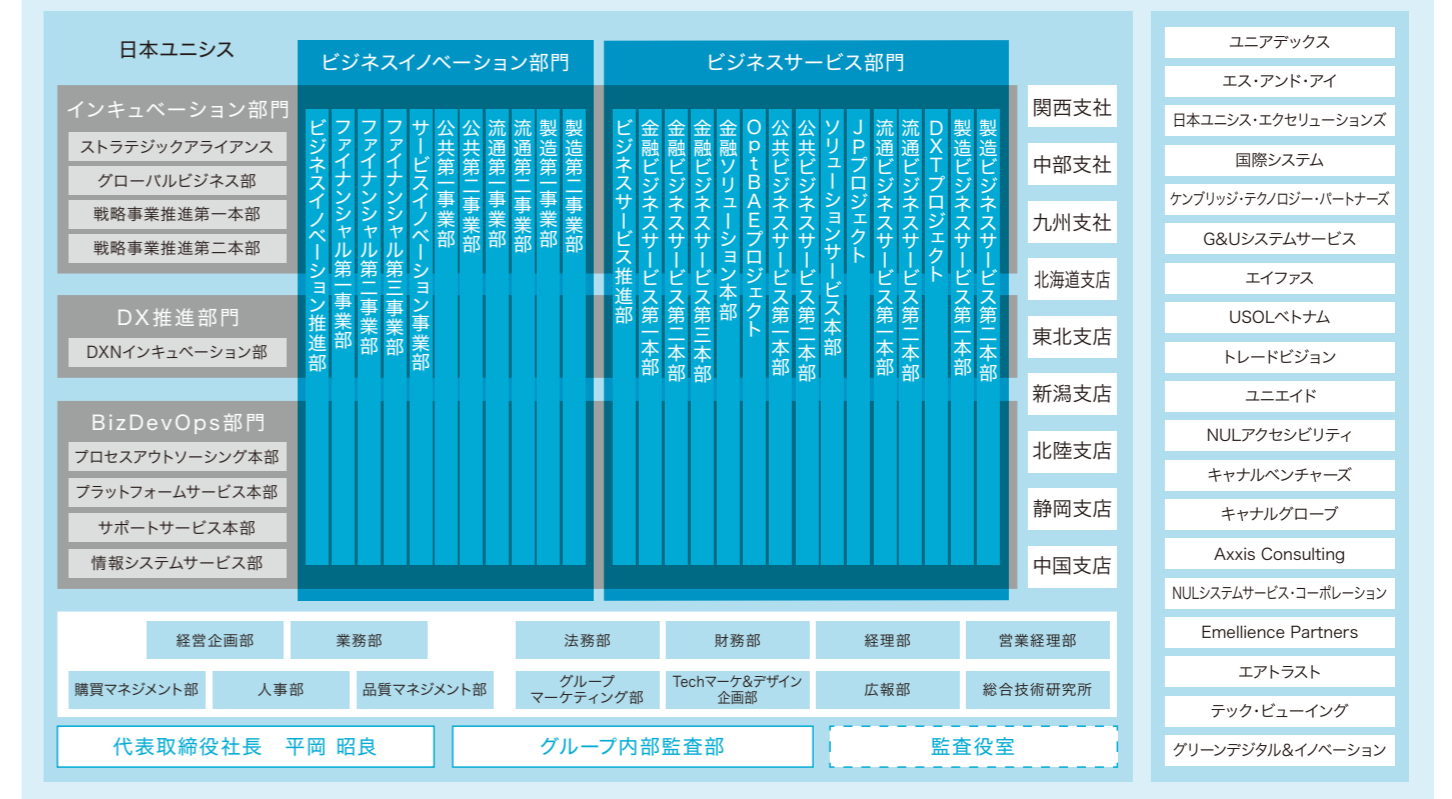 日本ユニシス
インキュベーション部門
ストラテジックアライアンス
グローバルビジネス部
戦略事業推進第一本部
戦略事業推進第二本部
DX推進部門
DXNインキュベーション部
BizDevOps部門
プロセスアウトソーシング本部
プラットフォームサービス本部
サポートサービス本部
情報システムサービス部
ビジネスイノベーション部門
ビジネスイノベーション推進部
ファイナンシャル第一事業部
ファイナンシャル第二事業部
ファイナンシャル第三事業部
サービスイノベーション事業部
公共第一事業部
公共第二事業部
流通第一事業部
流通第二事業部
製造第一事業部
製造第二事業部
ビジネスサービス部門
ビジネスサービス推進部
金融ビジネスサービス第一本部
金融ビジネスサービス第二本部
金融ビジネスサービス第三本部
金融ソリューション本部
OptBAEプロジェクト
公共ビジネスサービス第一本部
公共ビジネスサービス第二本部
ソリューションサービス本部
JPプロジェクト
流通ビジネスサービス第一本部
流通ビジネスサービス第二本部
DXTプロジェクト
製造ビジネスサービス第一本部
製造ビジネスサービス第二本部
関西支社
中部支社
九州支社
北海道支店
東北支店
新潟支店
北陸支店
静岡支店
中国支店
経営企画部
業務部
法務部
財務部
経理部
営業経理部
購買マネジメント部
人事部
品質マネジメント部
グループ
マーケティング部
Techマーケ&デザイン
企画部
広報部
総合技術研究所
代表取締役社長　平岡 昭良
グループ内部監査部
監査役室
ユニアデックス
エス・アンド・アイ
日本ユニシス・エクセリューションズ
国際システム
ケンブリッジ・テクノロジー・パートナーズ
G&Uシステムサービス
エイファス
USOLベトナム
トレードビジョン
ユニエイド
NULアクセシビリティ
キャナルベンチャーズ
キャナルグローブ
Axxis Consulting
NULシステムサービス・コーポレーション
Emellience Partners
エアトラスト
テック・ビューイング
グリーンデジタル&イノベーション